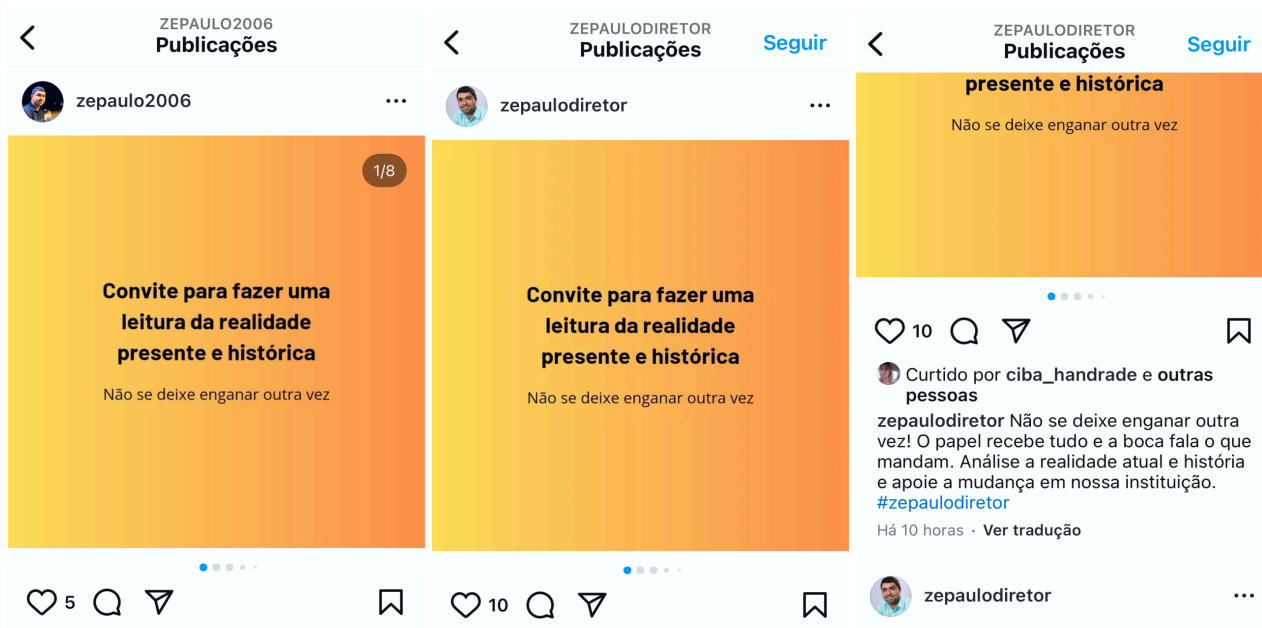 ZEPAULO2006
Publicações
zepaulo2006
1/8
Convite para fazer uma
leitura da realidade
presente e histórica
Não se deixe enganar outra vez
5
ZEPAULODIRETOR
Publicações
Seguir
zepaulodiretor
Convite para fazer uma
leitura da realidade
presente e histórica
Não se deixe enganar outra vez
10
ZEPAULODIRETOR
Publicações
Seguir
presente e histórica
Não se deixe enganar outra vez
10
Curtido por ciba_handrade e outras
pessoas
zepaulodiretor Não se deixe enganar outra
vez! O papel recebe tudo e a boca fala o que
mandam. Análise a realidade atual e história
e apoie a mudança em nossa instituição.
#zepaulodiretor
Há 10 horas · Ver tradução
zepaulodiretor